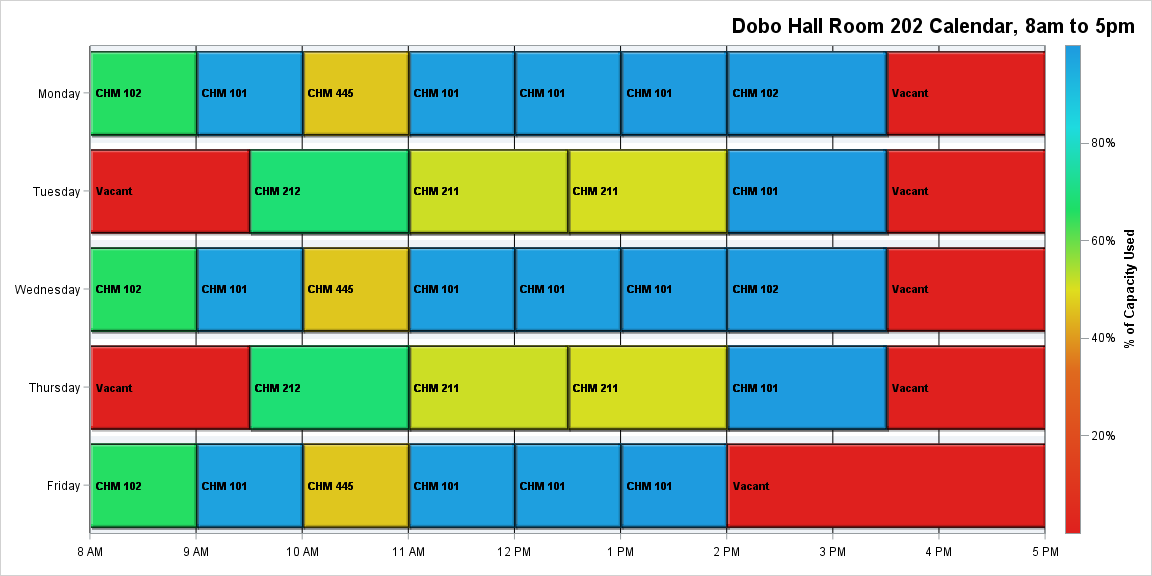 Dobo Hall Room 202 Calendar, 8am to 5pm
Monday CHM 102 CHM 101 CHM 445 CHM 101 CHM 101 CHM 101 CHM 102 Vacant
Tuesday Vacant CHM 212 CHM 211 CHM 211 CHM 101 Vacant
Wednesday CHM 102 CHM 101 CHM 445 CHM 101 CHM 101 CHM 101 CHM 102 Vacant
Thursday Vacant CHM 212 CHM 211 CHM 211 CHM 101 Vacant
Friday CHM 102 CHM 101 CHM 445 CHM 101 CHM 101 CHM 101 Vacant
8 AM 9 AM 10 AM 11 AM 12 PM 1 PM 2 PM 3 PM 4 PM 5 PM
80%
60%
40%
20%
% of Capacity Used